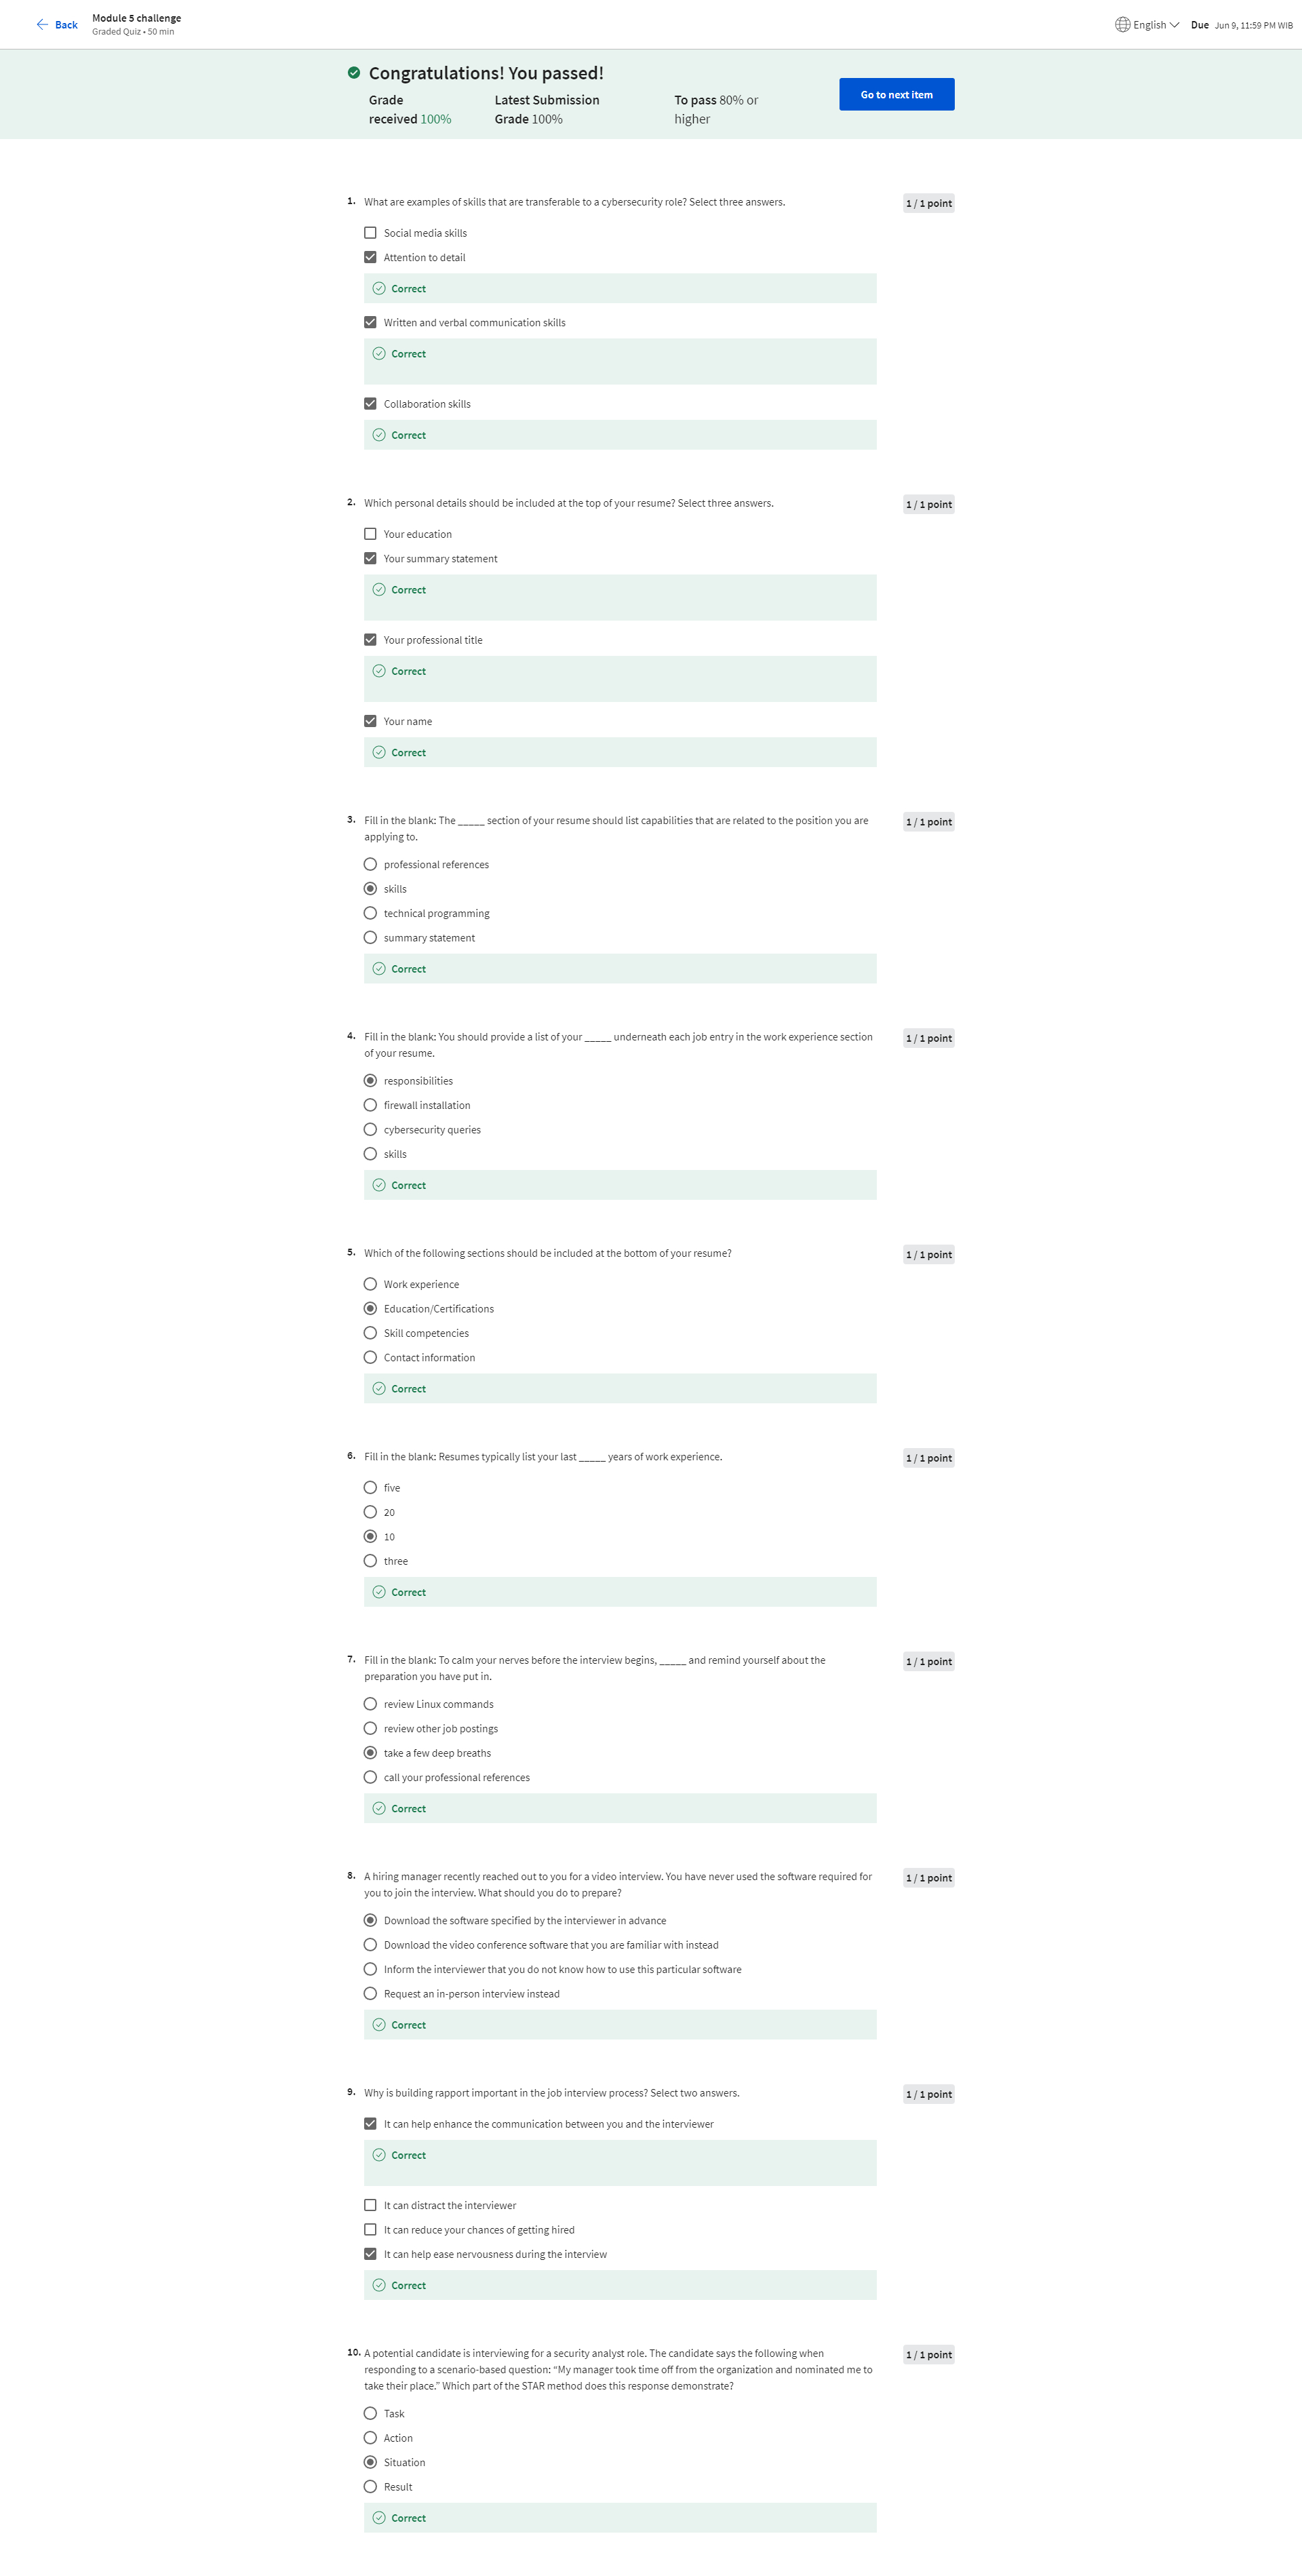 Back
Module 5 challenge
Graded Quiz • 50 min
English
Due Jun 9, 11:59 PM WIB
Congratulations! You passed!
Grade received 100%
Latest Submission Grade 100%
To pass 80% or higher
Go to next item
1. What are examples of skills that are transferable to a cybersecurity role? Select three answers.
1 / 1 point
Social media skills
Attention to detail
Correct
Written and verbal communication skills
Correct
Collaboration skills
Correct
2. Which personal details should be included at the top of your resume? Select three answers.
1 / 1 point
Your education
Your summary statement
Correct
Your professional title
Correct
Your name
Correct
3. Fill in the blank: The _____ section of your resume should list capabilities that are related to the position you are
applying to.
1 / 1 point
professional references
skills
technical programming
summary statement
Correct
4. Fill in the blank: You should provide a list of your _____ underneath each job entry in the work experience section
of your resume.
1 / 1 point
responsibilities
firewall installation
cybersecurity queries
skills
Correct
5. Which of the following sections should be included at the bottom of your resume?
1 / 1 point
Work experience
Education/Certifications
Skill competencies
Contact information
Correct
6. Fill in the blank: Resumes typically list your last _____ years of work experience.
1 / 1 point
five
20
10
three
Correct
7. Fill in the blank: To calm your nerves before the interview begins, _____ and remind yourself about the
preparation you have put in.
1 / 1 point
review Linux commands
review other job postings
take a few deep breaths
call your professional references
Correct
8. A hiring manager recently reached out to you for a video interview. You have never used the software required for
you to join the interview. What should you do to prepare?
1 / 1 point
Download the software specified by the interviewer in advance
Download the video conference software that you are familiar with instead
Inform the interviewer that you do not know how to use this particular software
Request an in-person interview instead
Correct
9. Why is building rapport important in the job interview process? Select two answers.
1 / 1 point
It can help enhance the communication between you and the interviewer
Correct
It can distract the interviewer
It can reduce your chances of getting hired
It can help ease nervousness during the interview
Correct
10. A potential candidate is interviewing for a security analyst role. The candidate says the following when
responding to a scenario-based question: “My manager took time off from the organization and nominated me to
take their place.” Which part of the STAR method does this response demonstrate?
1 / 1 point
Task
Action
Situation
Result
Correct